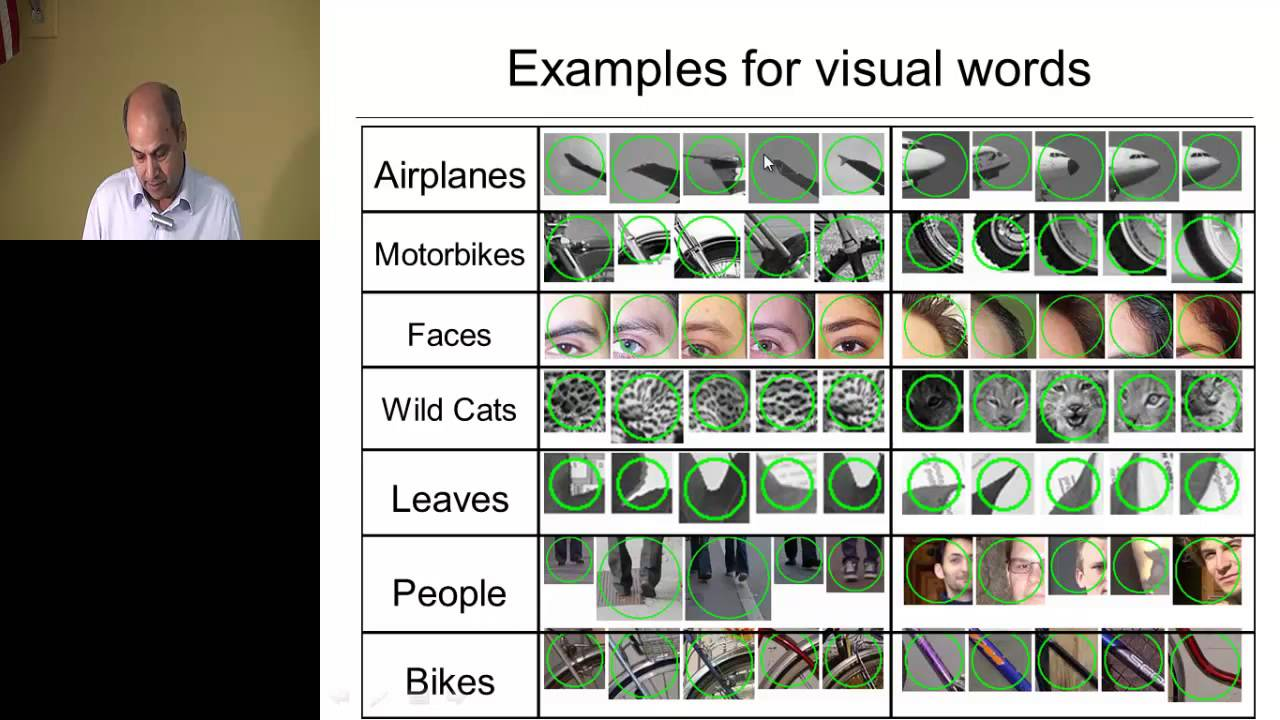 Examples for visual words
Airplanes
Motorbikes
Faces
Wild Cats
Leaves
People
Bikes